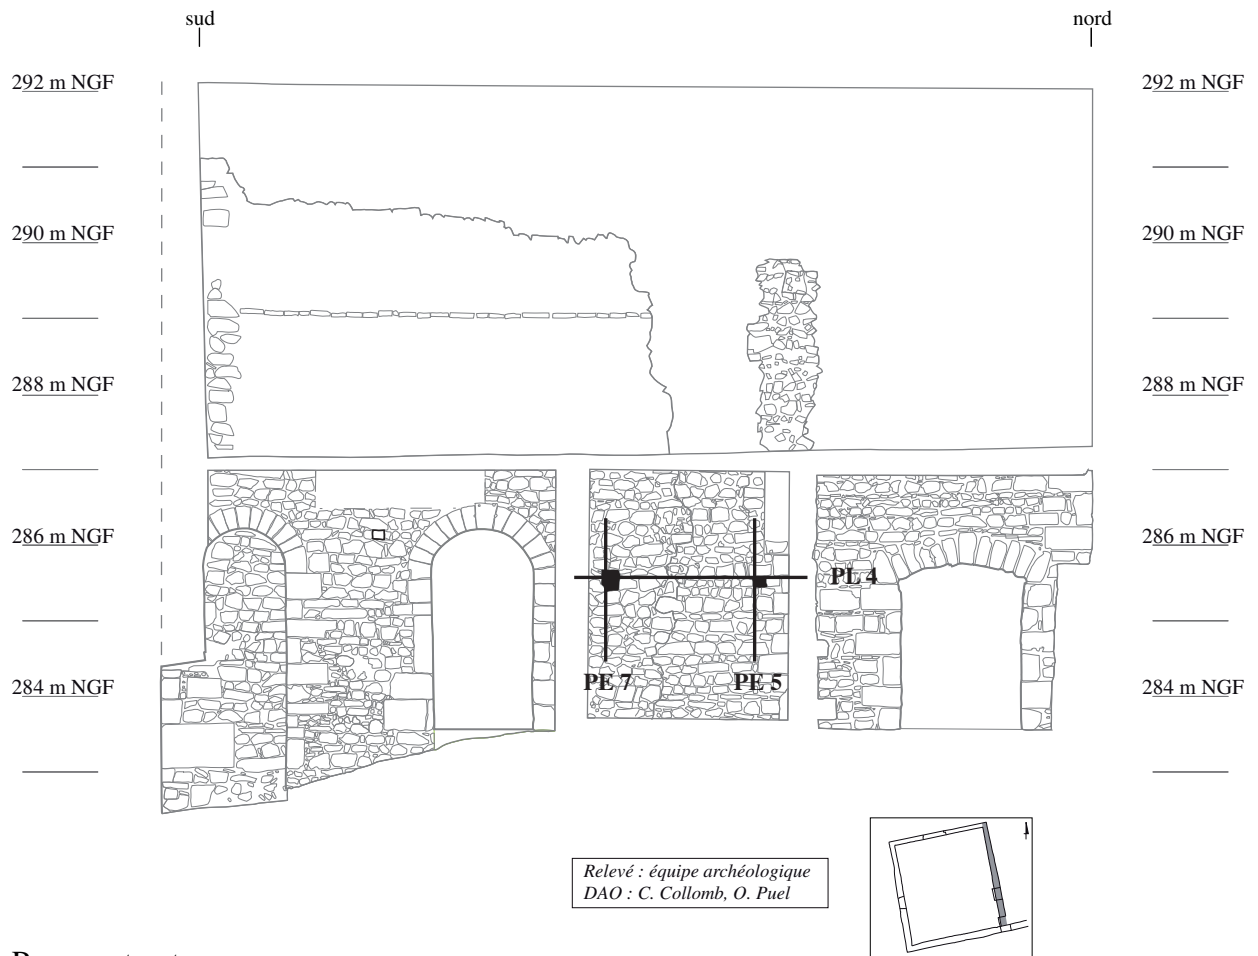 sud
nord
292 m NGF
292 m NGF
290 m NGF
290 m NGF
288 m NGF
288 m NGF
286 m NGF
286 m NGF
PL 4
284 m NGF
PE 7
PE 5
284 m NGF
Relevé : équipe archéologique
DAO : C. Collomb, O. Puel